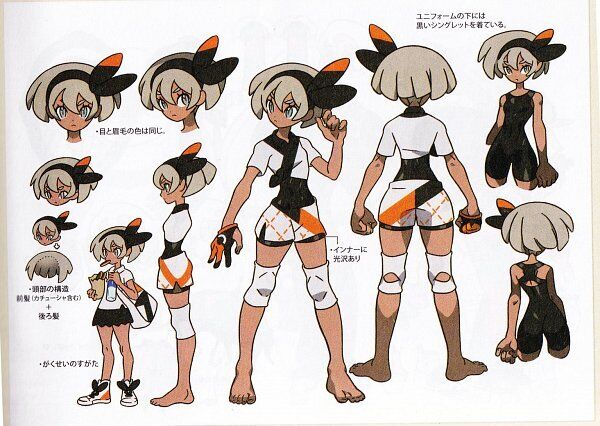 ユニフォームの下には
黒いシングレットを着ている。
・目と眉毛の色は同じ。
・インナーに
光沢あり
・頭部の構造
前髪(カチューシャ含む)
+
後ろ髪
・がくせいのすがた